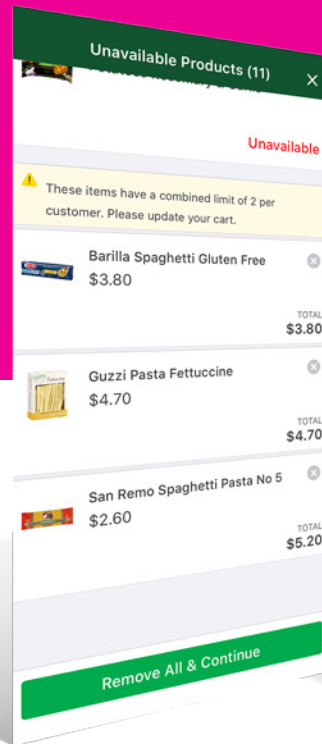 Unavailable Products (11)
Unavailable
These items have a combined limit of 2 per
customer. Please update your cart.
Barilla Spaghetti Gluten Free
$3.80
TOTAL
$3.80
Guzzi Pasta Fettuccine
$4.70
TOTAL
$4.70
San Remo Spaghetti Pasta No 5
$2.60
TOTAL
$5.20
Remove All & Continue